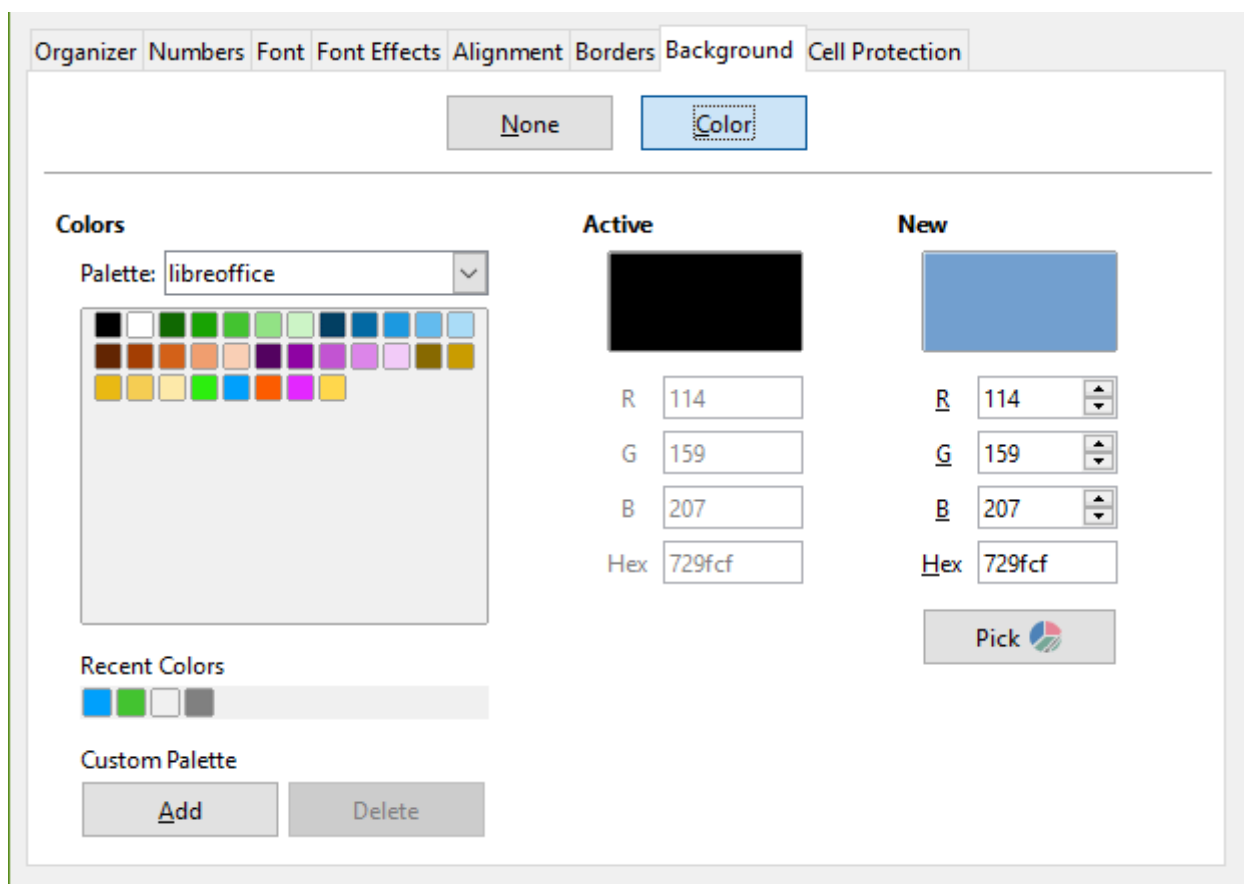 Organizer Numbers Font Font Effects Alignment Borders Background Cell Protection
None Color
Colors Active New
Palette: libreoffice
R 114 R 114
G 159 G 159
B 207 B 207
Hex 729fcf Hex 729fcf
Pick
Recent Colors
Custom Palette
Add Delete